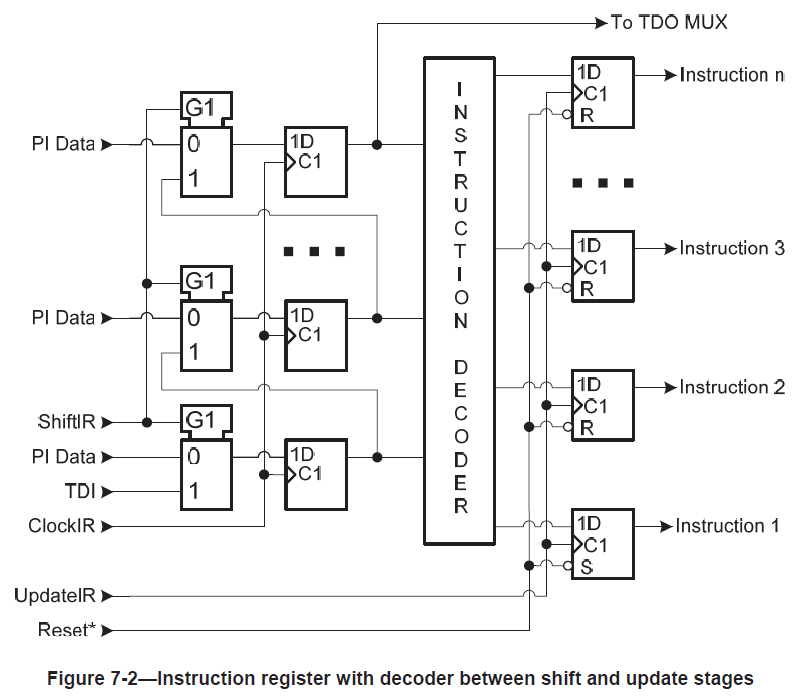 To TDO MUX
G1
PI Data
0
1
1D
C1
INSTRUCTION DECODER
1D
C1
R
Instruction n
G1
PI Data
0
1
1D
C1
1D
C1
R
Instruction 3
1D
C1
R
Instruction 2
ShiftIR
G1
PI Data
0
TDI
1
1D
C1
ClockIR
1D
C1
S
Instruction 1
UpdateIR
Reset*
Figure 7-2—Instruction register with decoder between shift and update stages